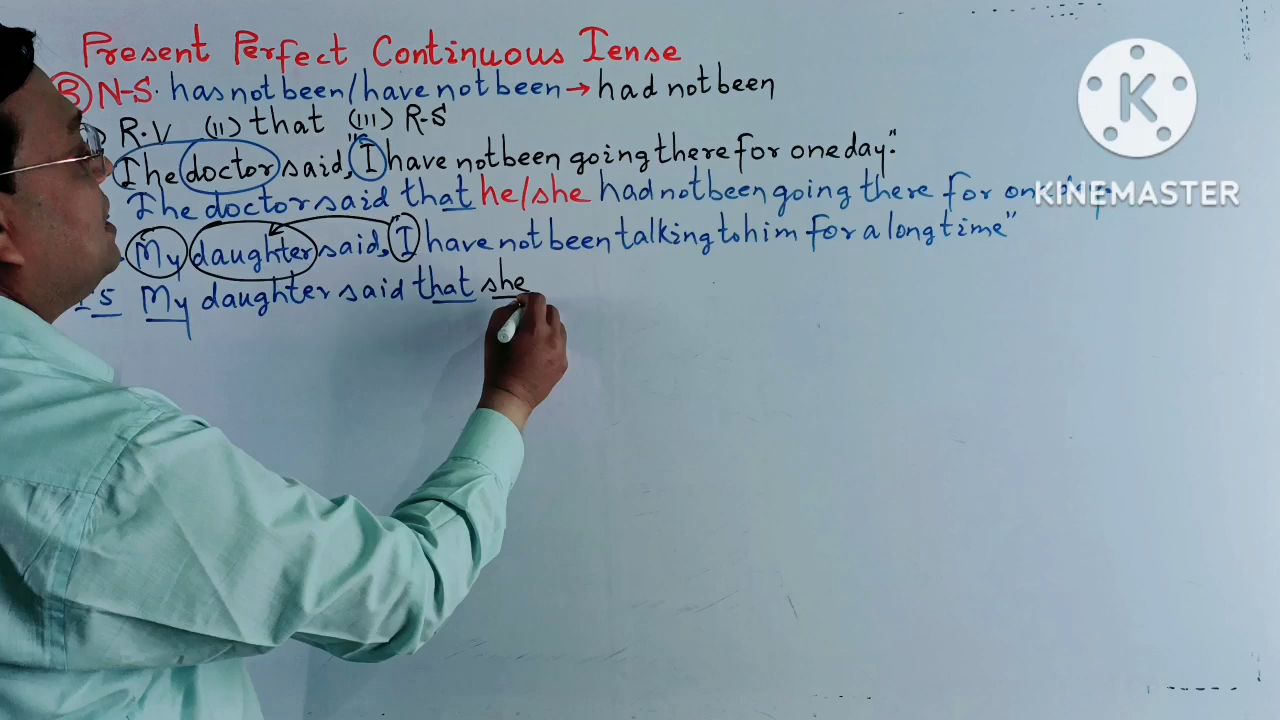 Present Perfect Continuous Tense
B N-S. has not been/have not been → had not been
R.V (II) that (III) R-S
The doctor said, "I have not been going there for one day."
The doctor said that he/she had not been going there for
My daughter said, "I have not been talking to him for a long time"
My daughter said that she
K
KINEMASTER